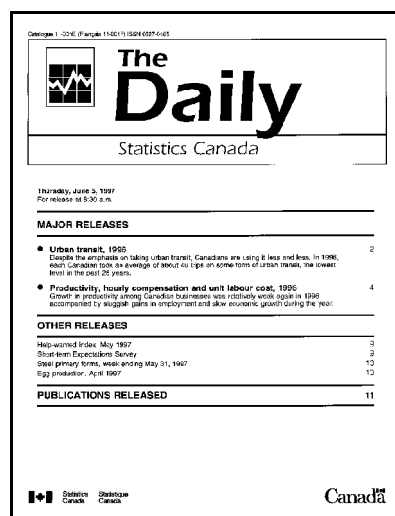 Catalogue 11-001E (Français 11-001F) ISSN 0827-0465
The
Daily
Statistics Canada
Thursday, June 5, 1997
For release at 8:30 a.m.
MAJOR RELEASES
● Urban transit, 1996 2
Despite the emphasis on taking urban transit, Canadians are using it less and less. In 1996,
each Canadian took an average of about 48 trips on some form of urban transit, the lowest
level in the past 25 years.
● Productivity, hourly compensation and unit labour cost, 1996 4
Growth in productivity among Canadian businesses was relatively weak again in 1996
accompanied by sluggish gains in employment and slow economic growth during the year.
OTHER RELEASES
Help-wanted Index, May 1997 9
Short-term Expectations Survey 9
Steel primary forms, week ending May 31, 1997 10
Egg production, April 1997 10
PUBLICATIONS RELEASED 11
Statistics Statistique
Canada Canada
Canada